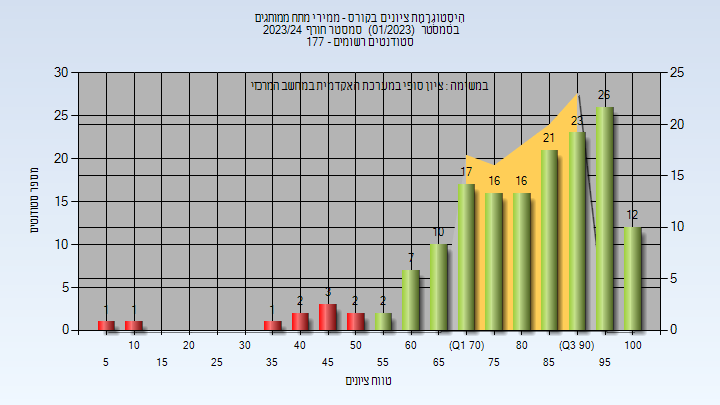 היסטוגרמת ציונים בקורס - ממירי מתח ממותגים
בסמסטר (01/2023) סמסטר חורף 2023/24
סטודנטים רשומים - 177
במשימה : ציון סופי במערכת האקדמית במחשב המרכזי
מספר סטודנטים
30 25 20 15 10 5 0
25 20 15 10 5 0
1 1 1 2 3 2 2 7 10 17 16 16 21 23 26 12
10 20 30 40 50 60 (Q1 70) 80 (Q3 90) 100
5 15 25 35 45 55 65 75 85 95
טווח ציונים